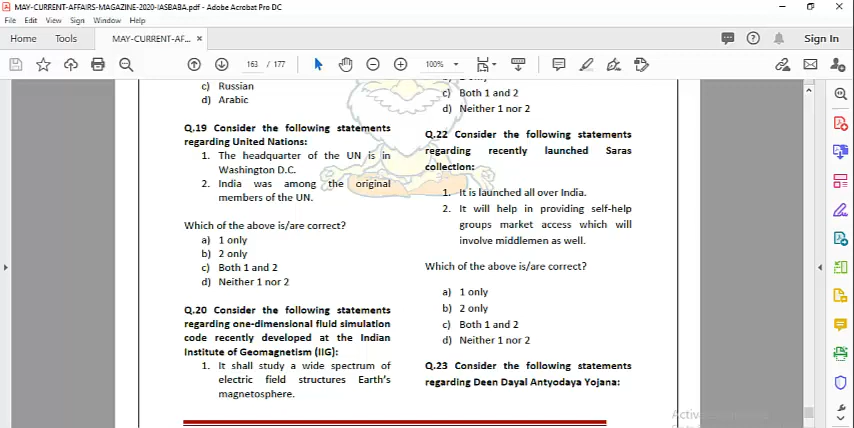 MAY-CURRENT-AFFAIRS-MAGAZINE-2020-IASBABA.pdf - Adobe Acrobat Pro DC
File Edit View Sign Window Help
Home Tools MAY-CURRENT-AF... × Sign In
163 / 177 100%
c) Russian
d) Arabic
Q.19 Consider the following statements
regarding United Nations:
1. The headquarter of the UN is in
Washington D.C.
2. India was among the original
members of the UN.
Which of the above is/are correct?
a) 1 only
b) 2 only
c) Both 1 and 2
d) Neither 1 nor 2
Q.20 Consider the following statements
regarding one-dimensional fluid simulation
code recently developed at the Indian
Institute of Geomagnetism (IIG):
1. It shall study a wide spectrum of
electric field structures Earth's
magnetosphere.
c) Both 1 and 2
d) Neither 1 nor 2
Q.22 Consider the following statements
regarding recently launched Saras
collection:
1. It is launched all over India.
2. It will help in providing self-help
groups market access which will
involve middlemen as well.
Which of the above is/are correct?
a) 1 only
b) 2 only
c) Both 1 and 2
d) Neither 1 nor 2
Q.23 Consider the following statements
regarding Deen Dayal Antyodaya Yojana: